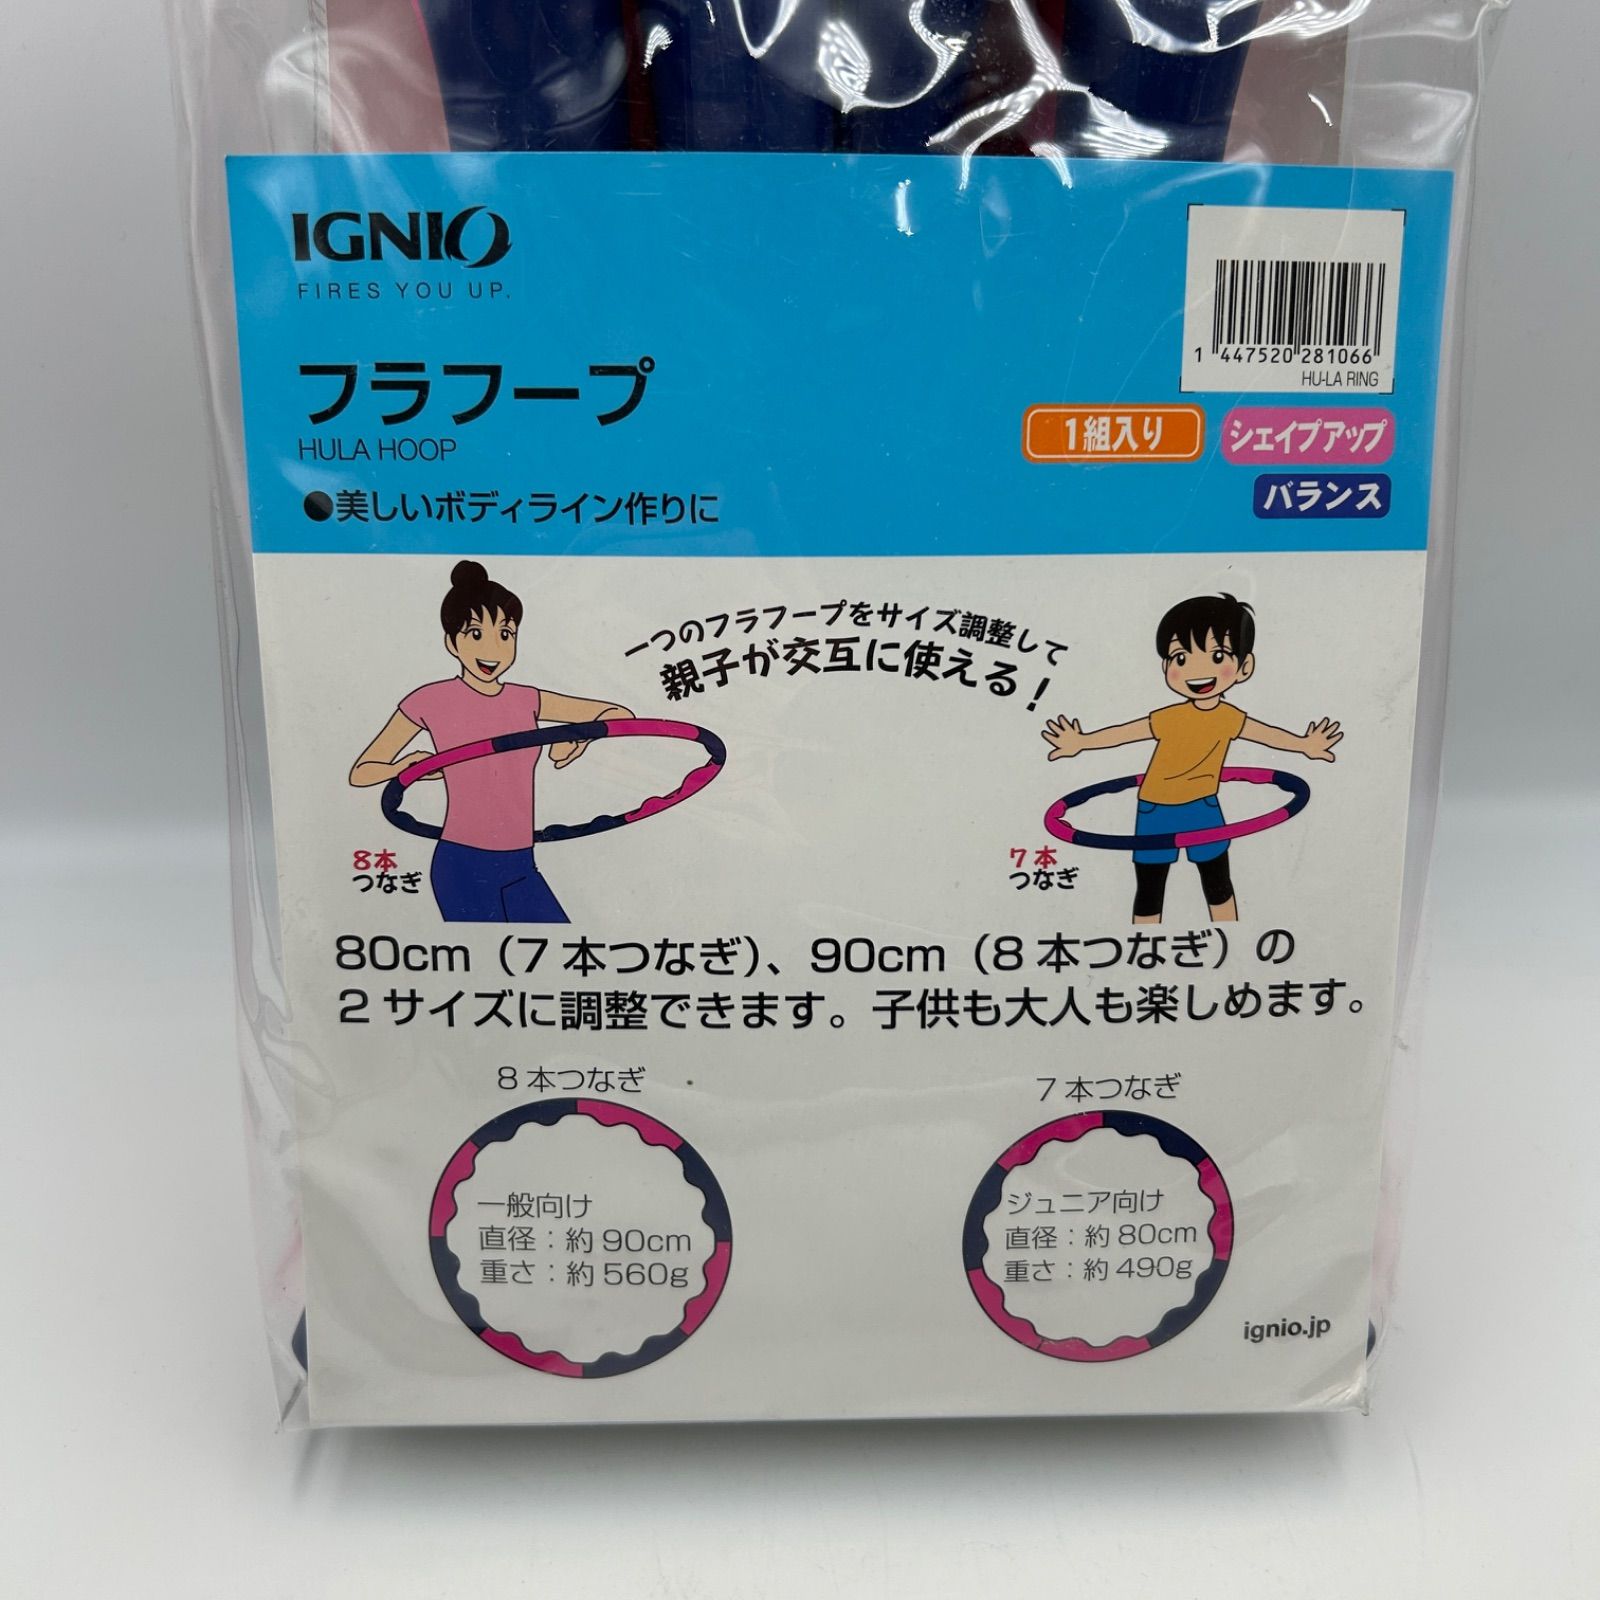 IGNIO
FIRES YOU UP.
1 447520 281066
HU-LA RING
フラフープ
HULA HOOP
1組入り
シェイプアップ
●美しいボディライン作りに
バランス
一つのフラフープをサイズ調整して
親子が交互に使える!
8本
つなぎ
7本
つなぎ
80cm(7本つなぎ)、90cm(8本つなぎ)の
2サイズに調整できます。子供も大人も楽しめます。
8本つなぎ
一般向け
直径:約90cm
重さ:約560g
7本つなぎ
ジュニア向け
直径:約80cm
重さ:約490g
ignio.jp